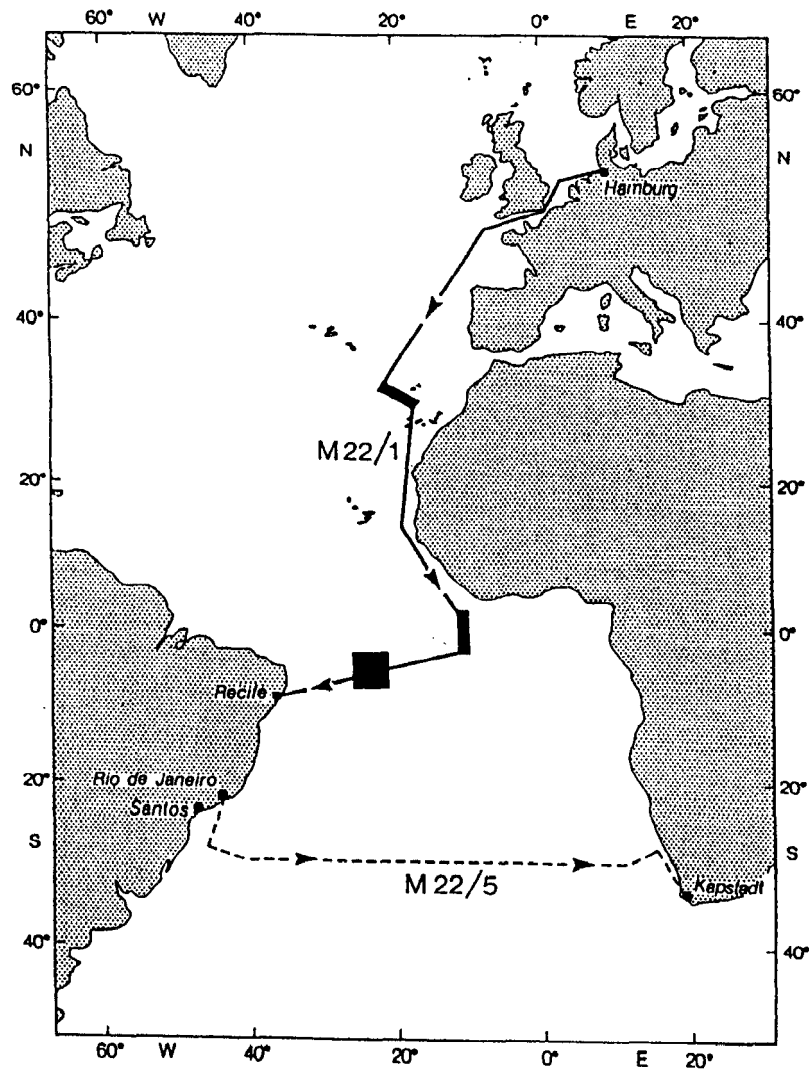 60° W 40° 20° 0° E 20°
60° 60°
N N
Hamburg
40° 40°
M 22/1
20° 20°
0° 0°
Recife
20° 20°
Rio de Janeiro
Santos
S S
M 22/5
Kapstadt
40° 40°
60° W 40° 20° 0° E 20°